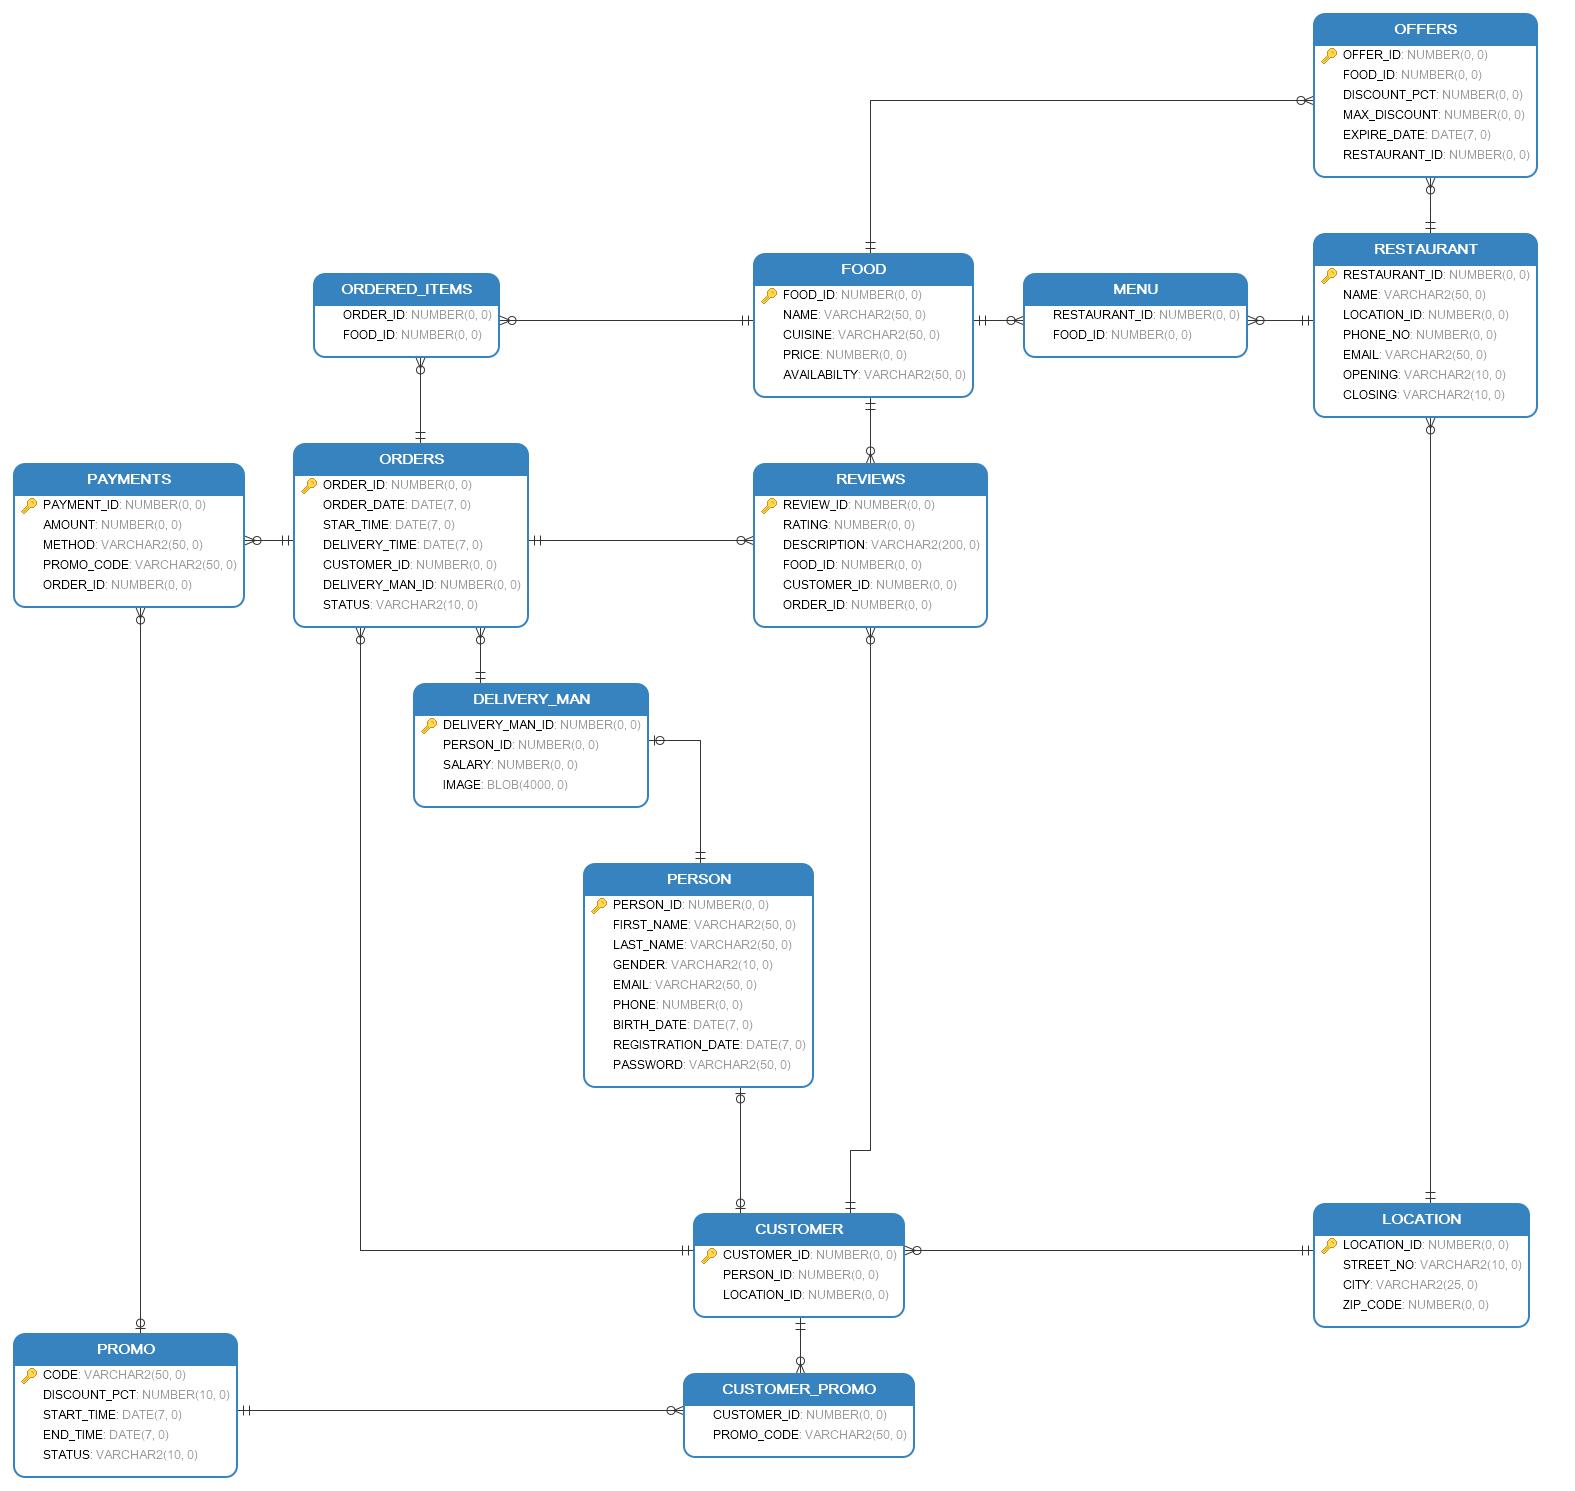 OFFERS
OFFER_ID: NUMBER(0, 0)
FOOD_ID: NUMBER(0, 0)
DISCOUNT_PCT: NUMBER(0, 0)
MAX_DISCOUNT: NUMBER(0, 0)
EXPIRE_DATE: DATE(7, 0)
RESTAURANT_ID: NUMBER(0, 0)
ORDERED_ITEMS
ORDER_ID: NUMBER(0, 0)
FOOD_ID: NUMBER(0, 0)
FOOD
FOOD_ID: NUMBER(0, 0)
NAME: VARCHAR2(50, 0)
CUISINE: VARCHAR2(50, 0)
PRICE: NUMBER(0, 0)
AVAILABILTY: VARCHAR2(50, 0)
MENU
RESTAURANT_ID: NUMBER(0, 0)
FOOD_ID: NUMBER(0, 0)
RESTAURANT
RESTAURANT_ID: NUMBER(0, 0)
NAME: VARCHAR2(50, 0)
LOCATION_ID: NUMBER(0, 0)
PHONE_NO: NUMBER(0, 0)
EMAIL: VARCHAR2(50, 0)
OPENING: VARCHAR2(10, 0)
CLOSING: VARCHAR2(10, 0)
PAYMENTS
PAYMENT_ID: NUMBER(0, 0)
AMOUNT: NUMBER(0, 0)
METHOD: VARCHAR2(50, 0)
PROMO_CODE: VARCHAR2(50, 0)
ORDER_ID: NUMBER(0, 0)
ORDERS
ORDER_ID: NUMBER(0, 0)
ORDER_DATE: DATE(7, 0)
STAR_TIME: DATE(7, 0)
DELIVERY_TIME: DATE(7, 0)
CUSTOMER_ID: NUMBER(0, 0)
DELIVERY_MAN_ID: NUMBER(0, 0)
STATUS: VARCHAR2(10, 0)
REVIEWS
REVIEW_ID: NUMBER(0, 0)
RATING: NUMBER(0, 0)
DESCRIPTION: VARCHAR2(200, 0)
FOOD_ID: NUMBER(0, 0)
CUSTOMER_ID: NUMBER(0, 0)
ORDER_ID: NUMBER(0, 0)
DELIVERY_MAN
DELIVERY_MAN_ID: NUMBER(0, 0)
PERSON_ID: NUMBER(0, 0)
SALARY: NUMBER(0, 0)
IMAGE: BLOB(4000, 0)
PERSON
PERSON_ID: NUMBER(0, 0)
FIRST_NAME: VARCHAR2(50, 0)
LAST_NAME: VARCHAR2(50, 0)
GENDER: VARCHAR2(10, 0)
EMAIL: VARCHAR2(50, 0)
PHONE: NUMBER(0, 0)
BIRTH_DATE: DATE(7, 0)
REGISTRATION_DATE: DATE(7, 0)
PASSWORD: VARCHAR2(50, 0)
CUSTOMER
CUSTOMER_ID: NUMBER(0, 0)
PERSON_ID: NUMBER(0, 0)
LOCATION_ID: NUMBER(0, 0)
LOCATION
LOCATION_ID: NUMBER(0, 0)
STREET_NO: VARCHAR2(10, 0)
CITY: VARCHAR2(25, 0)
ZIP_CODE: NUMBER(0, 0)
PROMO
CODE: VARCHAR2(50, 0)
DISCOUNT_PCT: NUMBER(10, 0)
START_TIME: DATE(7, 0)
END_TIME: DATE(7, 0)
STATUS: VARCHAR2(10, 0)
CUSTOMER_PROMO
CUSTOMER_ID: NUMBER(0, 0)
PROMO_CODE: VARCHAR2(50, 0)